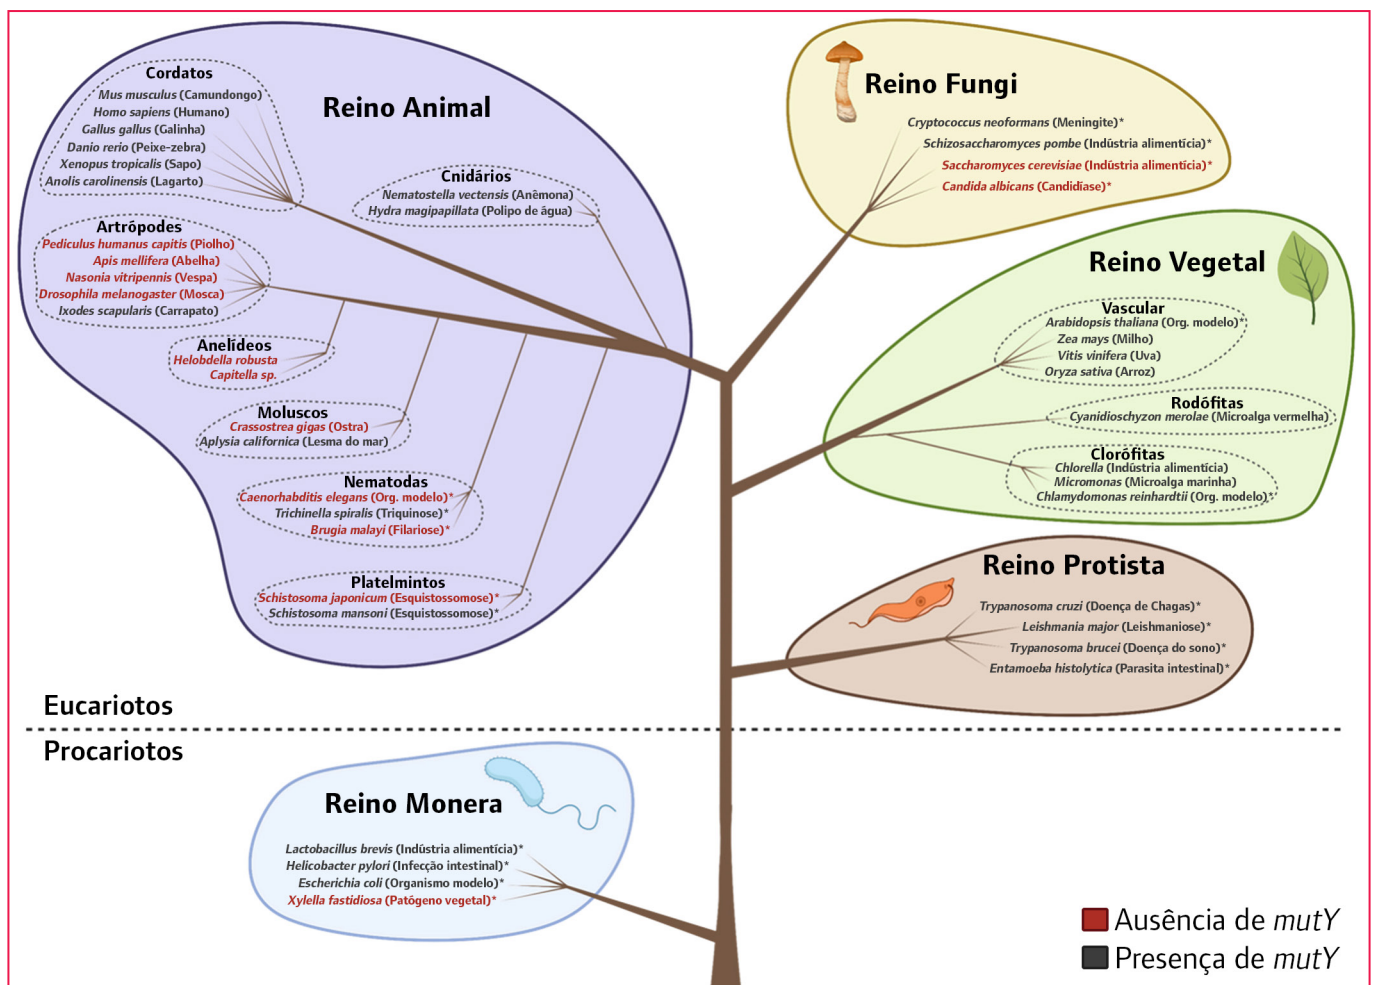 Reino Animal
Cordatos
Mus musculus (Camundongo)
Homo sapiens (Humano)
Gallus gallus (Galinha)
Danio rerio (Peixe-zebra)
Xenopus tropicalis (Sapo)
Anolis carolinensis (Lagarto)
Cnidários
Nematostella vectensis (Anêmona)
Hydra magipapillata (Polipo de água)
Artrópodes
Pediculus humanus capitis (Piolho)
Apis mellifera (Abelha)
Nasonia vitripennis (Vespa)
Drosophila melanogaster (Mosca)
Ixodes scapularis (Carrapato)
Anelídeos
Helobdella robusta
Capitella sp.
Moluscos
Crassostrea gigas (Ostra)
Aplysia californica (Lesma do mar)
Nematodas
Caenorhabditis elegans (Org. modelo)*
Trichinella spiralis (Triquinose)*
Brugia malayi (Filariose)*
Platelmintos
Schistosoma japonicum (Esquistossomose)*
Schistosoma mansoni (Esquistossomose)*
Reino Fungi
Cryptococcus neoformans (Meningite)*
Schizosaccharomyces pombe (Indústria alimentícia)*
Saccharomyces cerevisiae (Indústria alimentícia)*
Candida albicans (Candidíase)*
Reino Vegetal
Vascular
Arabidopsis thaliana (Org. modelo)*
Zea mays (Milho)
Vitis vinifera (Uva)
Oryza sativa (Arroz)
Rodófitas
Cyanidioschyzon merolae (Microalga vermelha)
Clorófitas
Chlorella (Indústria alimentícia)
Micromonas (Microalga marinha)
Chlamydomonas reinhardtii (Org. modelo)*
Reino Protista
Trypanosoma cruzi (Doença de Chagas)*
Leishmania major (Leishmaniose)*
Trypanosoma brucei (Doença do sono)*
Entamoeba histolytica (Parasita intestinal)*
Eucariotos
Procariotos
Reino Monera
Lactobacillus brevis (Indústria alimentícia)*
Helicobacter pylori (Infecção intestinal)*
Escherichia coli (Organismo modelo)*
Xylella fastidiosa (Patógeno vegetal)*
Ausência de mutY
Presença de mutY